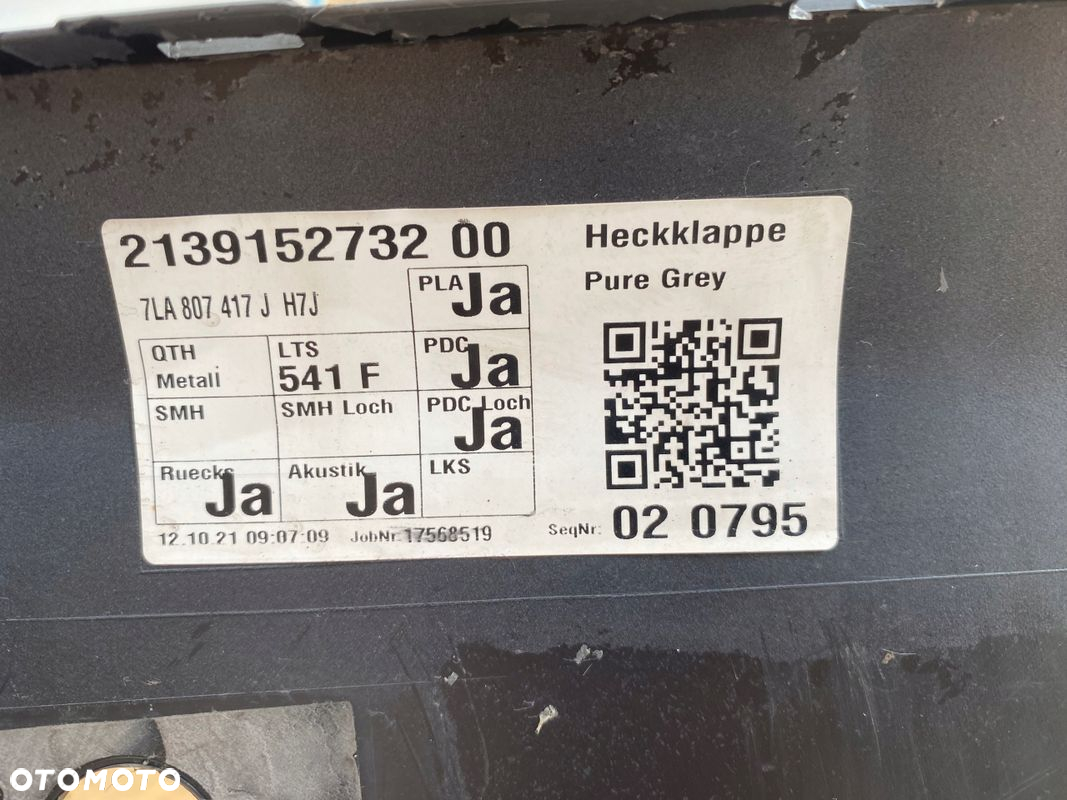 2139152732 00
Heckklappe
7LA 807 417 J H7J
PLA Ja
Pure Grey
QTH Metall
LTS 541 F
PDC Ja
SMH
SMH Loch
PDC Loch Ja
Ruecks Ja
Akustik Ja
LKS
12.10.21 09:07:09 JobNr. 17568519
SeqNr: 02 0795
OTOMOTO